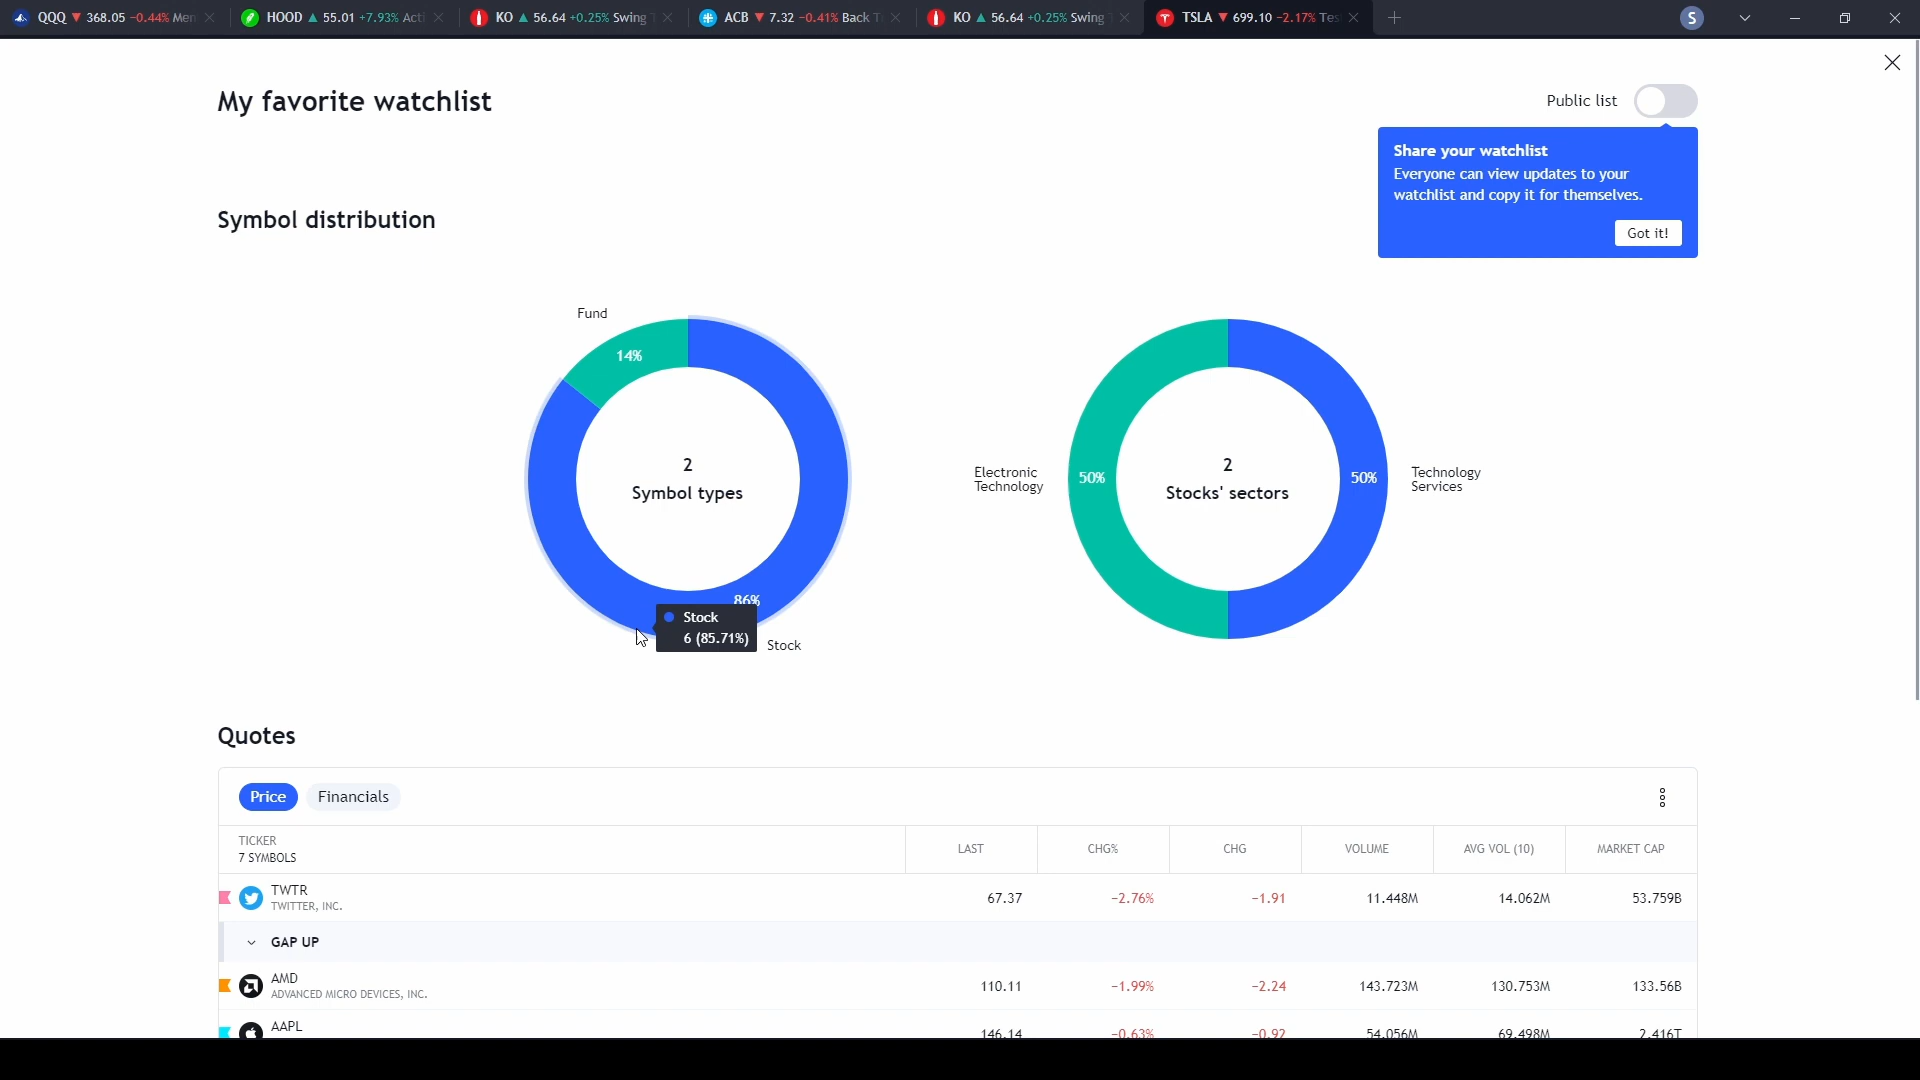 QQQ ▼ 368.05 −0.44% Men
HOOD ▲ 55.01 +7.93% Acti
KO ▲ 56.64 +0.25% Swing T
ACB ▼ 7.32 −0.41% Back T
KO ▲ 56.64 +0.25% Swing T
TSLA ▼ 699.10 −2.17% Tes
S
My favorite watchlist
Public list
Share your watchlist
Everyone can view updates to your
watchlist and copy it for themselves.
Got it!
Symbol distribution
Fund
14%
2
Symbol types
86%
Stock
6 (85.71%)
Stock
Electronic
Technology
50%
2
Stocks' sectors
50%
Technology
Services
Quotes
Price Financials
TICKER
7 SYMBOLS
LAST CHG% CHG VOLUME AVG VOL (10) MARKET CAP
TWTR
TWITTER, INC.
67.37 −2.76% −1.91 11.448M 14.062M 53.759B
GAP UP
AMD
ADVANCED MICRO DEVICES, INC.
110.11 −1.99% −2.24 143.723M 130.753M 133.56B
AAPL
146.14 −0.63% −0.92 54.056M 69.498M 2.416T